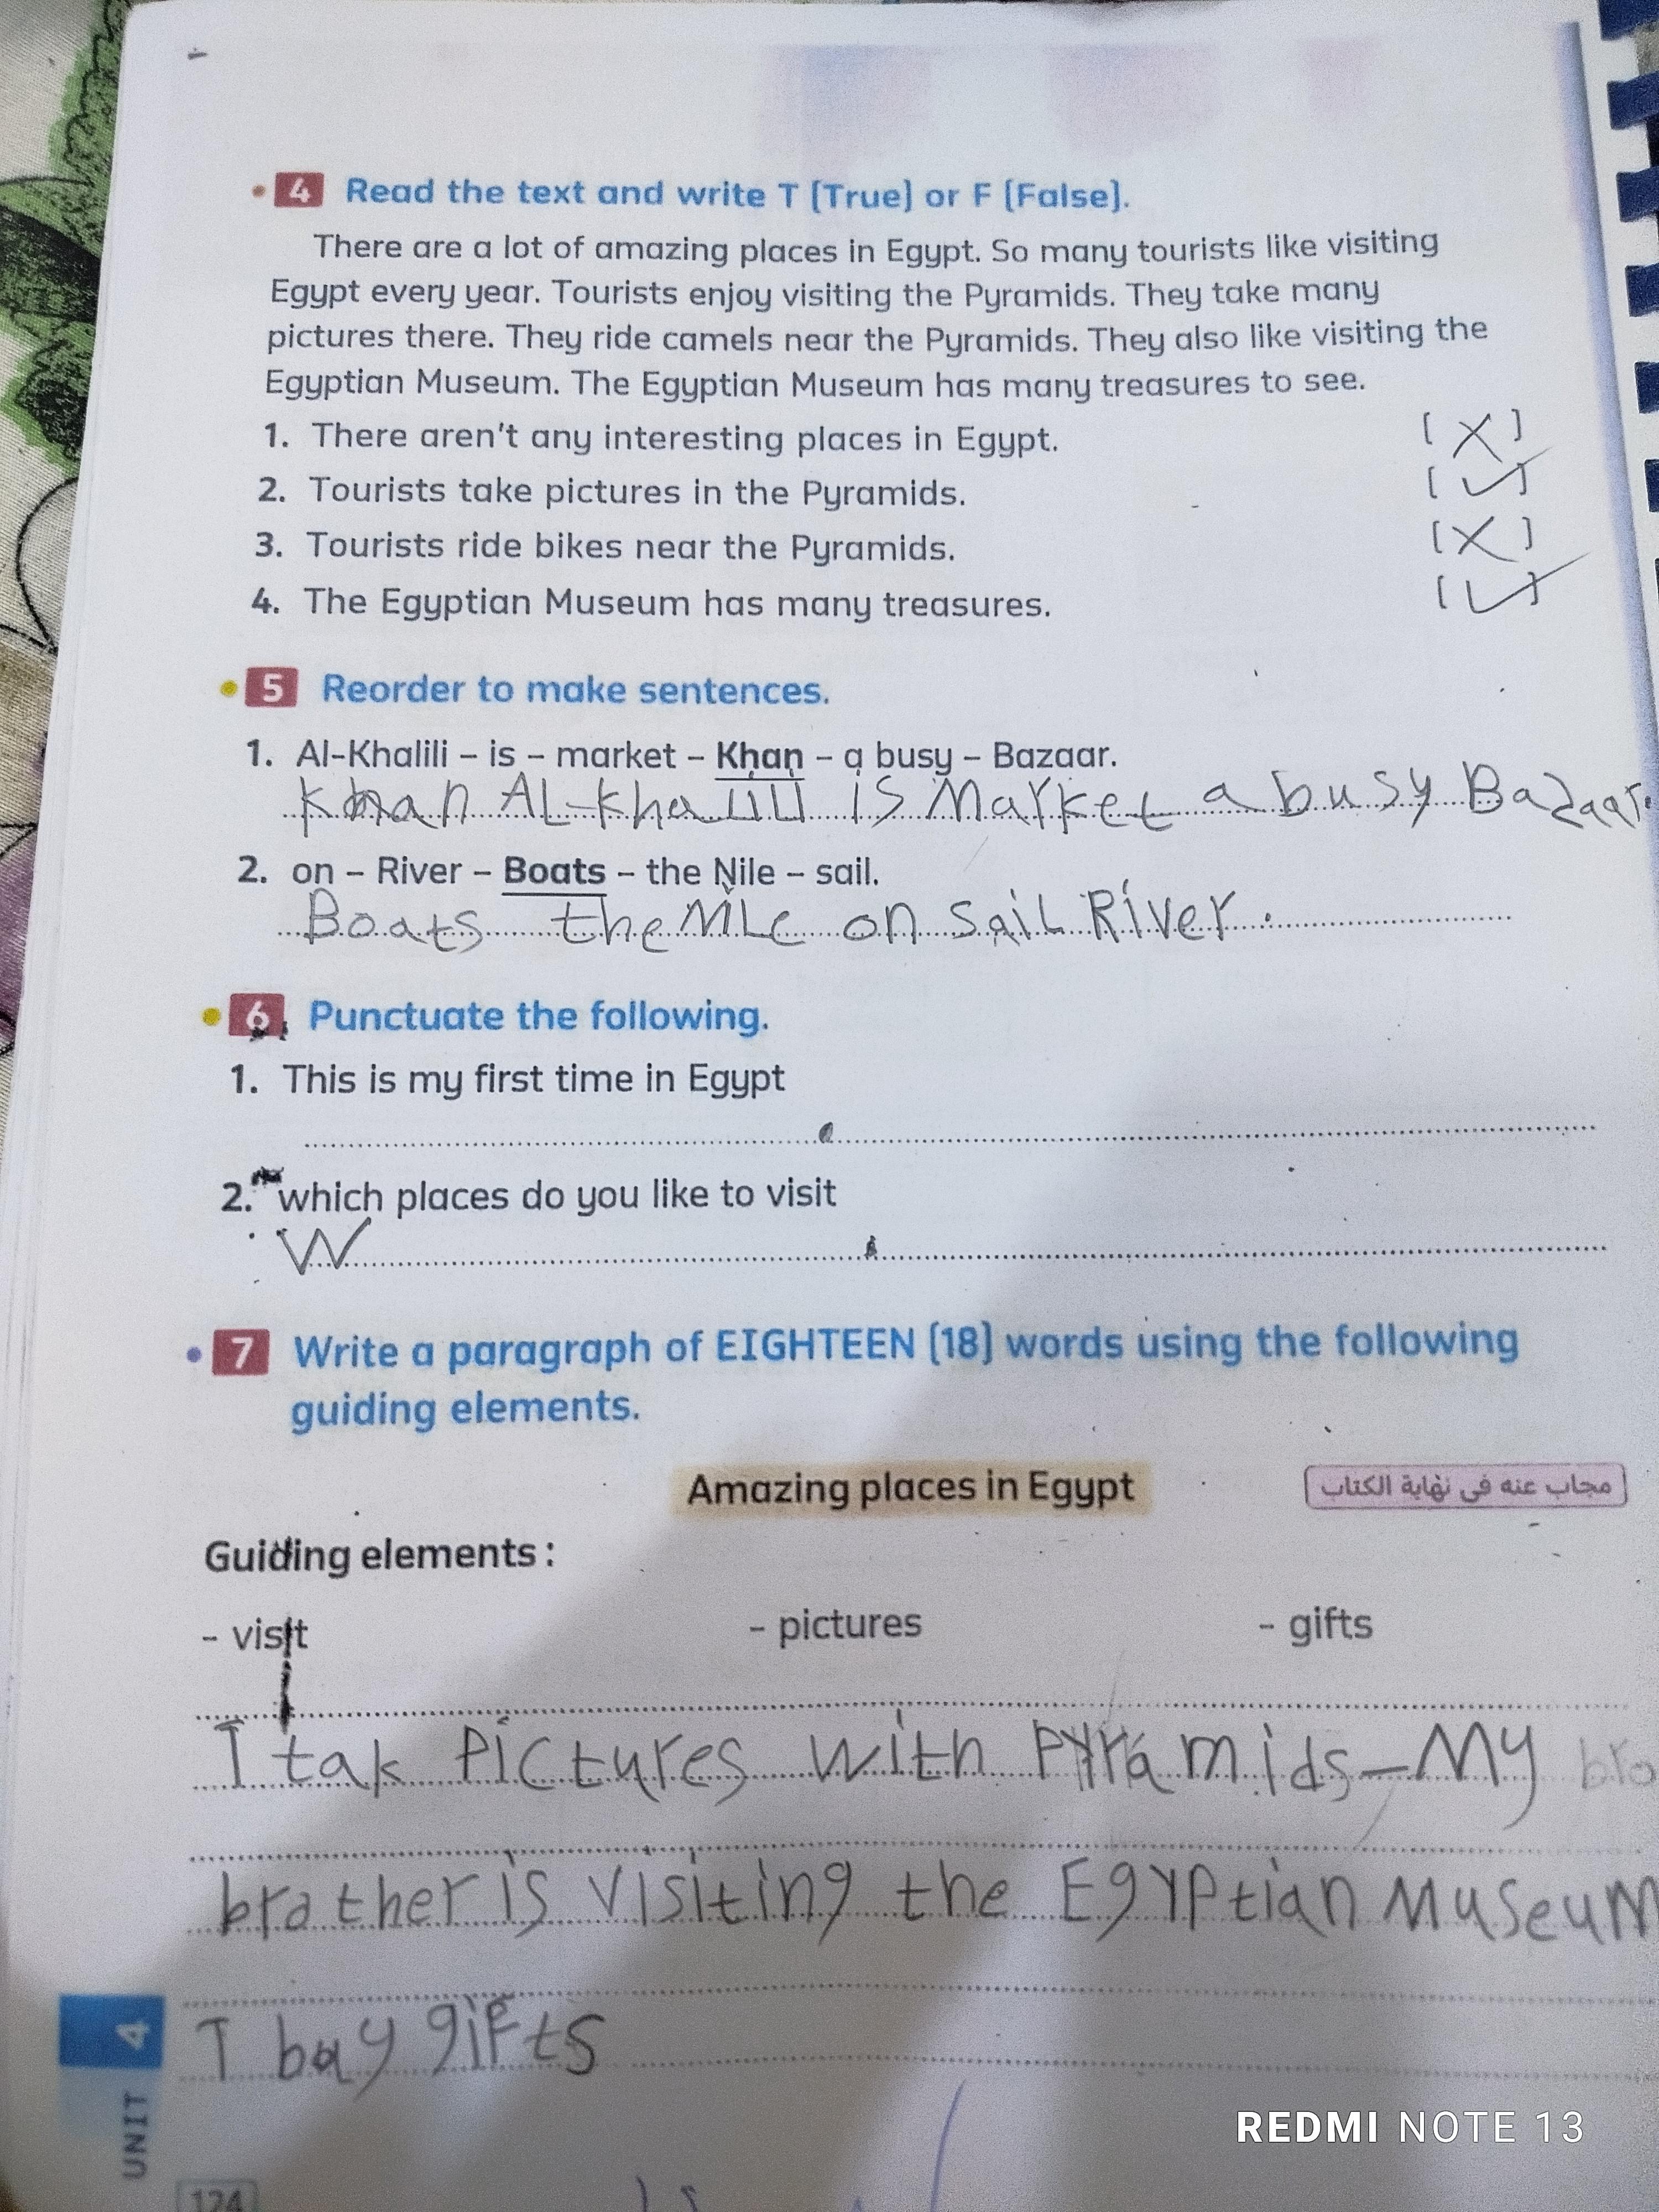 4 Read the text and write T [True] or F [False].
There are a lot of amazing places in Egypt. So many tourists like visiting
Egypt every year. Tourists enjoy visiting the Pyramids. They take many
pictures there. They ride camels near the Pyramids. They also like visiting the
Egyptian Museum. The Egyptian Museum has many treasures to see.
1. There aren't any interesting places in Egypt. [ X ]
2. Tourists take pictures in the Pyramids. [ ✓ ]
3. Tourists ride bikes near the Pyramids. [ X ]
4. The Egyptian Museum has many treasures. [ ✓ ]
5 Reorder to make sentences.
1. Al-Khalili – is – market – Khan – a busy – Bazaar.
Khan AL-khalili is Market a busy Bazaar.
2. on – River – Boats – the Nile – sail.
Boats the NiLe on SaiL River.
6 Punctuate the following.
1. This is my first time in Egypt
.
2. which places do you like to visit
W
7 Write a paragraph of EIGHTEEN [18] words using the following
guiding elements.
Amazing places in Egypt
مجاب عنه فى نهاية الكتاب
Guiding elements :
- visit - pictures - gifts
I tak Pictures with Pyramids-My bro
brather is visiting the Egyptian Museum
I buy gifts
UNIT 4
124
REDMI NOTE 13